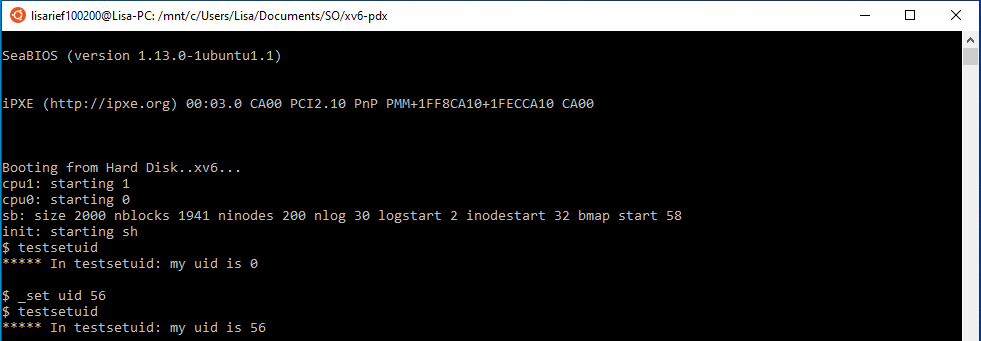 lisarief100200@Lisa-PC: /mnt/c/Users/Lisa/Documents/SO/xv6-pdx
SeaBIOS (version 1.13.0-1ubuntu1.1)
iPXE (http://ipxe.org) 00:03.0 CA00 PCI2.10 PnP PMM+1FF8CA10+1FECCA10 CA00
Booting from Hard Disk..xv6...
cpu1: starting 1
cpu0: starting 0
sb: size 2000 nblocks 1941 ninodes 200 nlog 30 logstart 2 inodestart 32 bmap start 58
init: starting sh
$ testsetuid
***** In testsetuid: my uid is 0
$ _set uid 56
$ testsetuid
***** In testsetuid: my uid is 56